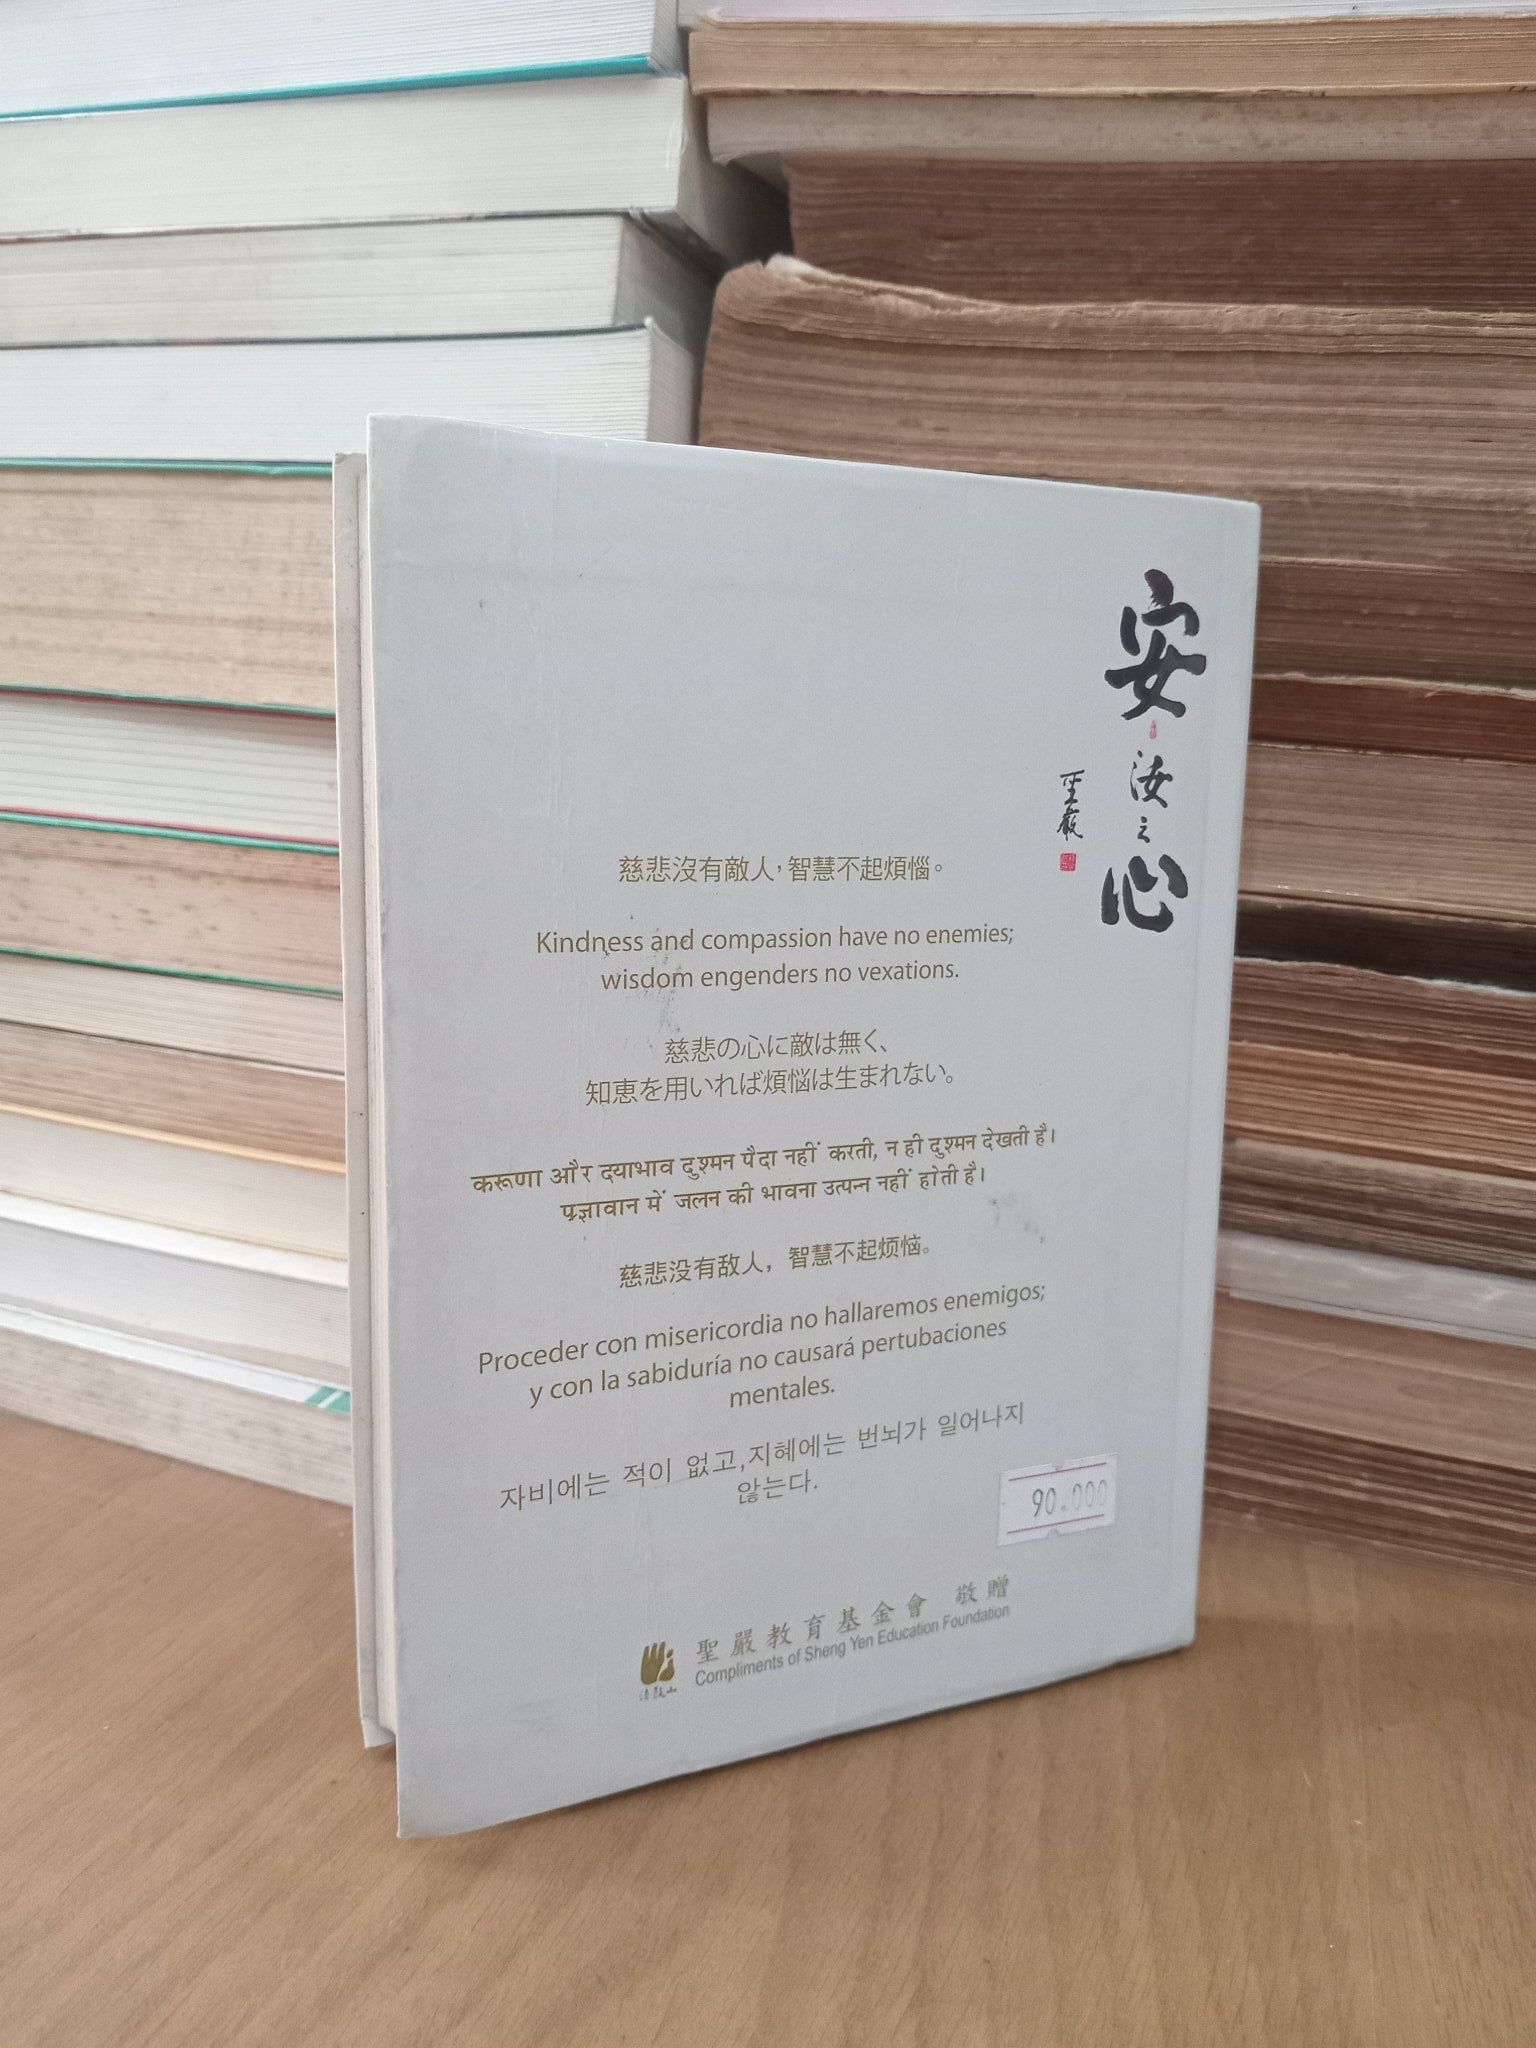 安
汝
之
心
聖嚴
慈悲沒有敵人，智慧不起煩惱。
Kindness and compassion have no enemies;
wisdom engenders no vexations.
慈悲の心に敵は無く、
知恵を用いれば煩悩は生まれない。
करूणा और दयाभाव दुश्मन पैदा नहीं करती, न ही दुश्मन देखती है।
प्रज्ञावान में जलन की भावना उत्पन्न नहीं होती है।
慈悲没有敌人，智慧不起烦恼。
Proceder con misericordia no hallaremos enemigos;
y con la sabiduría no causará pertubaciones
mentales.
자비에는 적이 없고,지혜에는 번뇌가 일어나지
않는다.
90.000
聖嚴教育基金會 敬贈
Compliments of Sheng Yen Education Foundation
法鼓山